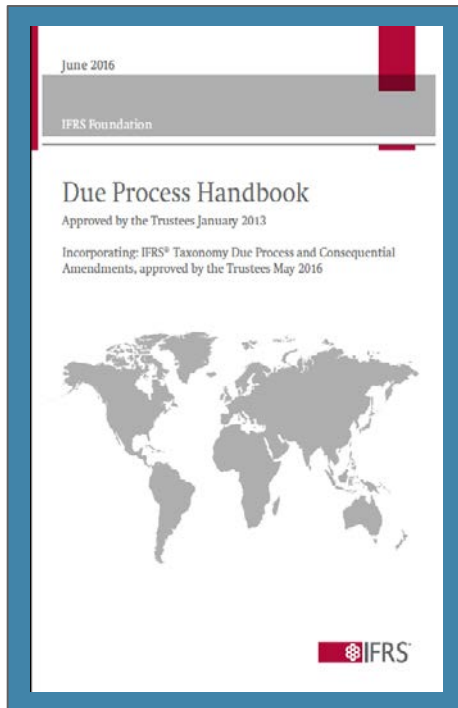 June 2016
IFRS Foundation
Due Process Handbook
Approved by the Trustees January 2013
Incorporating: IFRS® Taxonomy Due Process and Consequential
Amendments, approved by the Trustees May 2016
IFRS